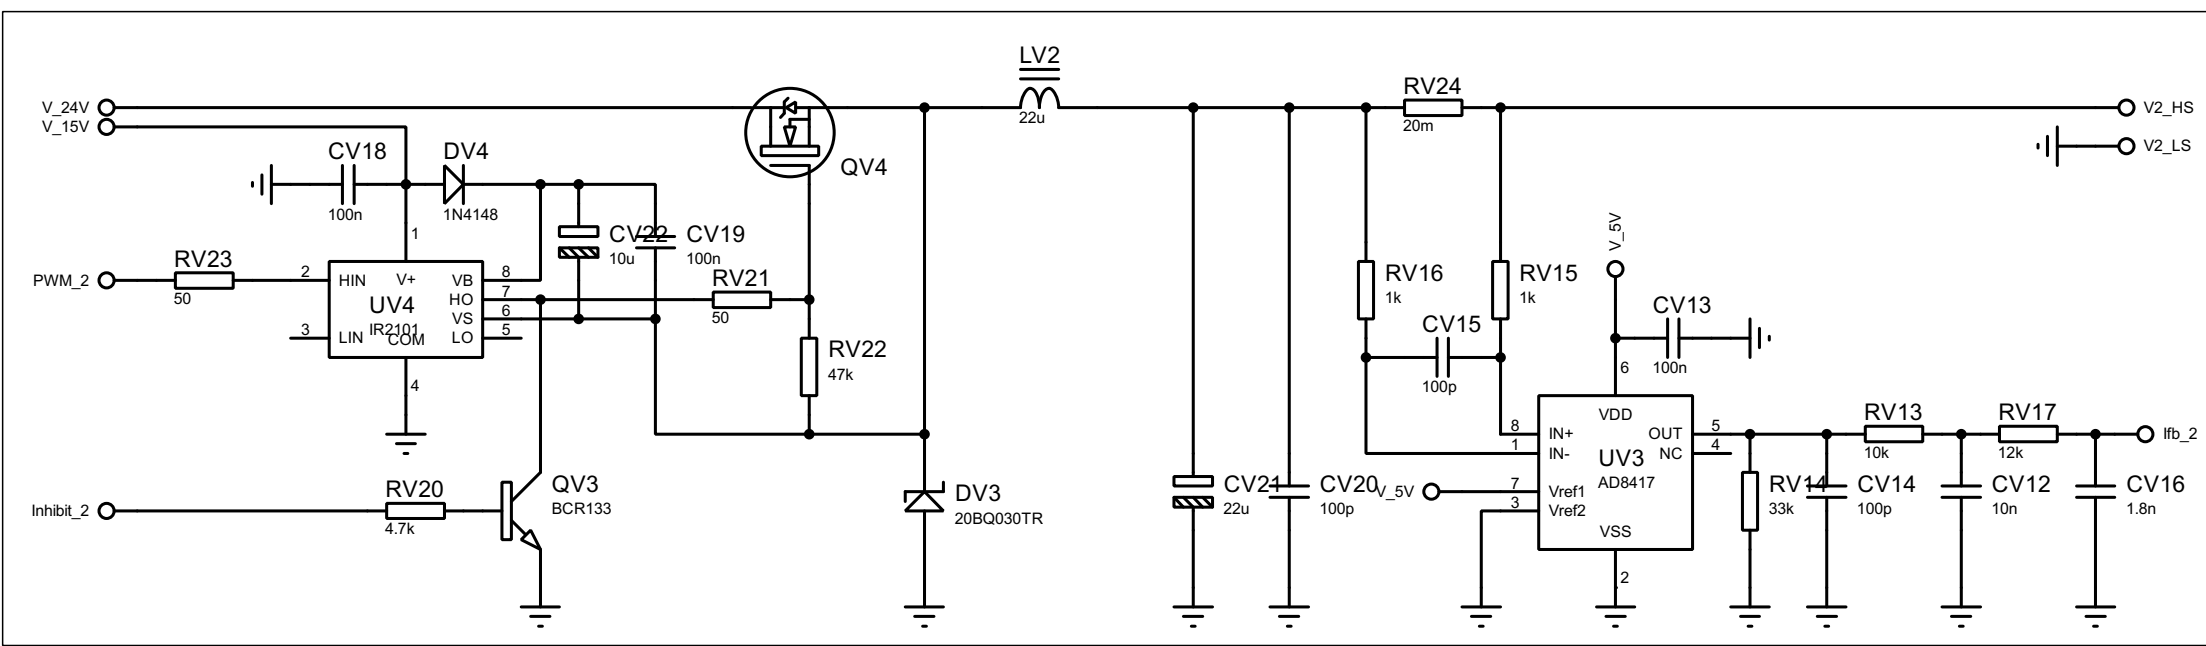 LV2
22u
RV24
20m
V_24V
V_15V
V2_HS
V2_LS
QV4
CV18
100n
DV4
1N4148
1
CV22
10u
CV19
100n
V_5V
PWM_2
RV23
50
2
HIN
V+
VB
8
HO
7
VS
6
LO
5
3
LIN
UV4
IR2101
COM
4
RV21
50
RV22
47k
RV16
1k
RV15
1k
CV15
100p
CV13
100n
6
VDD
8
IN+
1
IN-
OUT
5
NC
4
UV3
AD8417
7
Vref1
3
Vref2
VSS
2
V_5V
RV13
10k
RV17
12k
Ifb_2
Inhibit_2
RV20
4.7k
QV3
BCR133
DV3
20BQ030TR
CV21
22u
CV20
100p
RV14
33k
CV14
100p
CV12
10n
CV16
1.8n